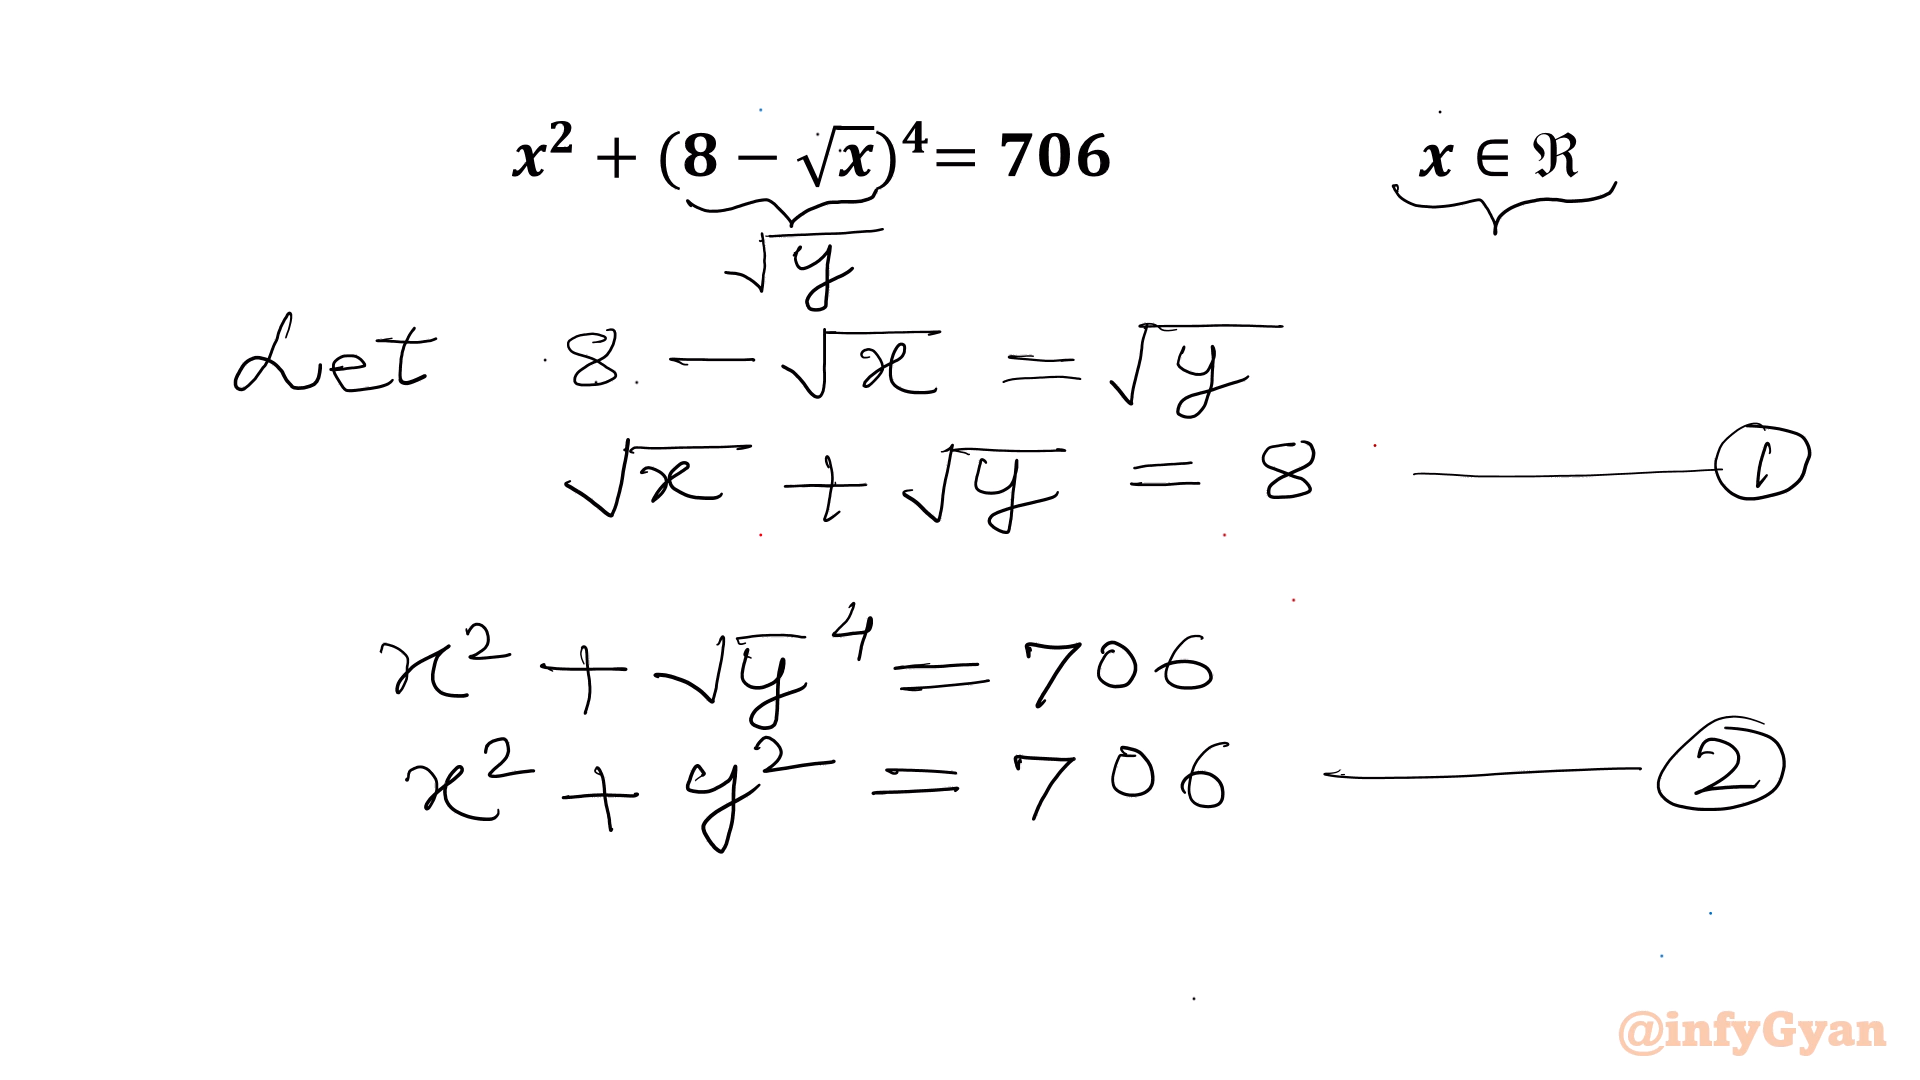 x² + (8 − √x)⁴ = 706 x ∈ ℜ
√y
Let 8 − √x = √y
√x + √y = 8 ——— ①
x² + √y⁴ = 706
x² + y² = 706 ——— ②
@infyGyan